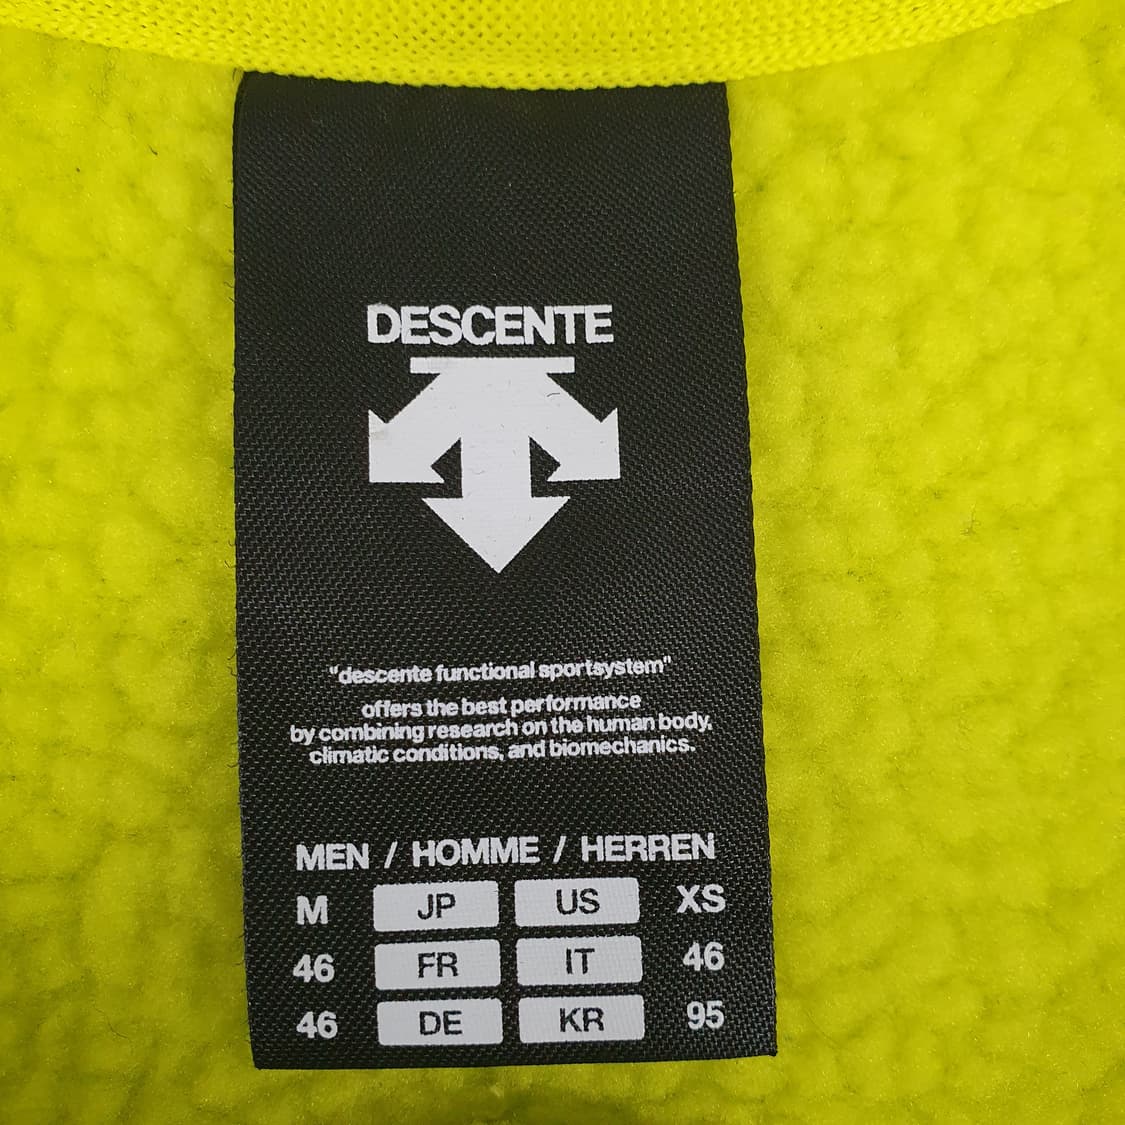 DESCENTE
"descente functional sportsystem"
offers the best performance
by combining research on the human body,
climatic conditions, and biomechanics.
MEN / HOMME / HERREN
M JP US XS
46 FR IT 46
46 DE KR 95